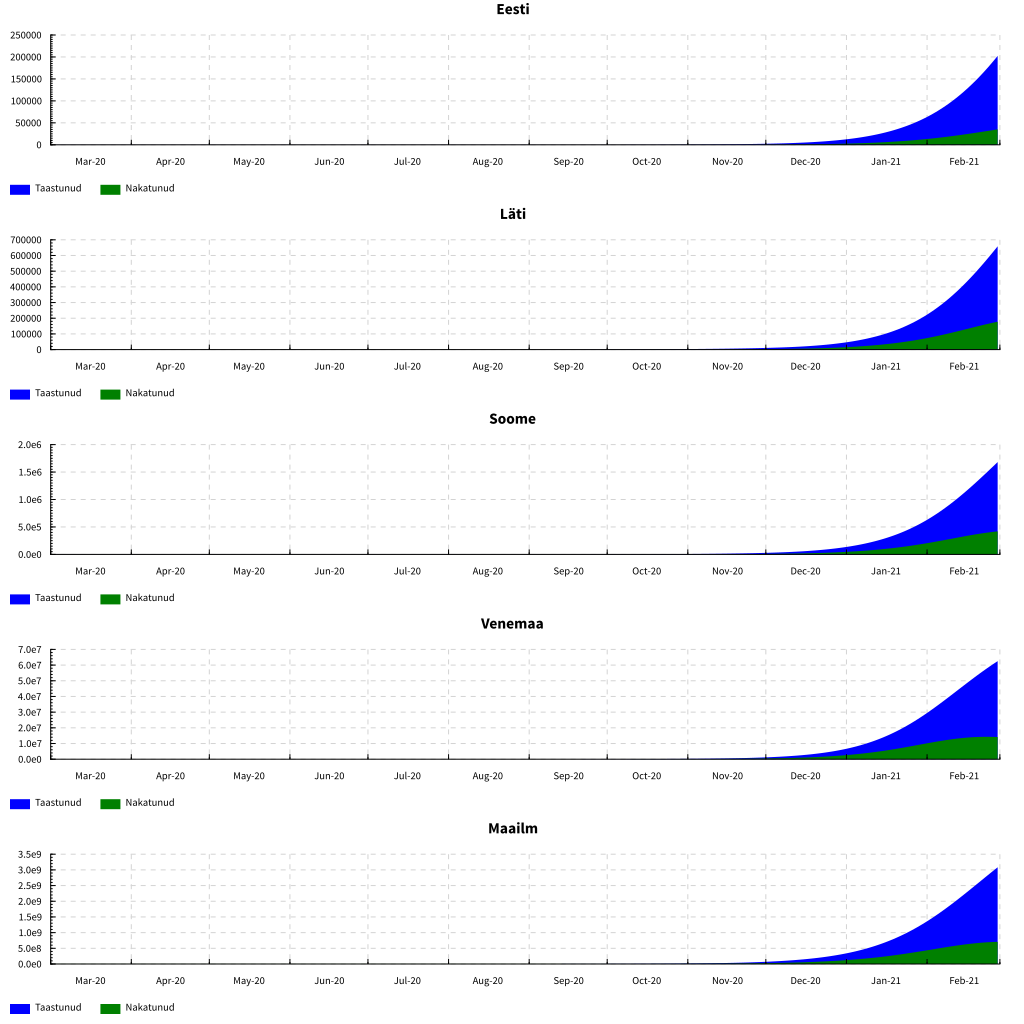 Eesti
250000
200000
150000
100000
50000
0
Mar-20 Apr-20 May-20 Jun-20 Jul-20 Aug-20 Sep-20 Oct-20 Nov-20 Dec-20 Jan-21 Feb-21
Taastunud Nakatunud
Läti
700000
600000
500000
400000
300000
200000
100000
0
Mar-20 Apr-20 May-20 Jun-20 Jul-20 Aug-20 Sep-20 Oct-20 Nov-20 Dec-20 Jan-21 Feb-21
Taastunud Nakatunud
Soome
2.0e6
1.5e6
1.0e6
5.0e5
0.0e0
Mar-20 Apr-20 May-20 Jun-20 Jul-20 Aug-20 Sep-20 Oct-20 Nov-20 Dec-20 Jan-21 Feb-21
Taastunud Nakatunud
Venemaa
7.0e7
6.0e7
5.0e7
4.0e7
3.0e7
2.0e7
1.0e7
0.0e0
Mar-20 Apr-20 May-20 Jun-20 Jul-20 Aug-20 Sep-20 Oct-20 Nov-20 Dec-20 Jan-21 Feb-21
Taastunud Nakatunud
Maailm
3.5e9
3.0e9
2.5e9
2.0e9
1.5e9
1.0e9
5.0e8
0.0e0
Mar-20 Apr-20 May-20 Jun-20 Jul-20 Aug-20 Sep-20 Oct-20 Nov-20 Dec-20 Jan-21 Feb-21
Taastunud Nakatunud